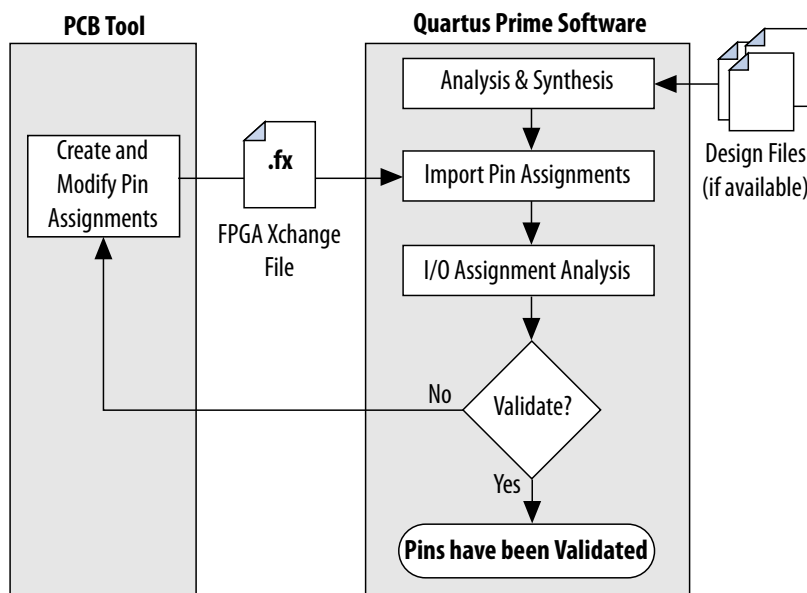 PCB Tool
Quartus Prime Software
Analysis & Synthesis
Design Files
(if available)
Create and
Modify Pin
Assignments
.fx
FPGA Xchange
File
Import Pin Assignments
I/O Assignment Analysis
No
Validate?
Yes
Pins have been Validated